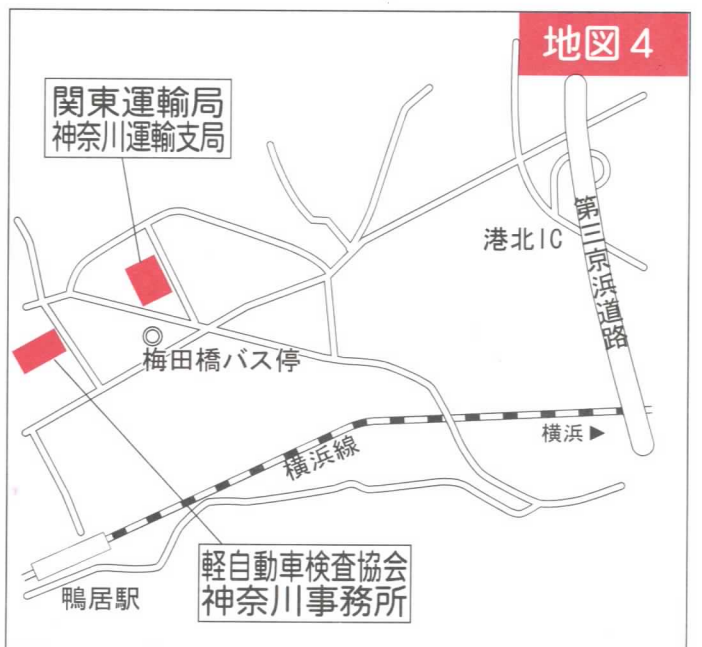 地図4
関東運輸局
神奈川運輸支局
港北IC
第三京浜道路
梅田橋バス停
横浜 ▶
横浜線
軽自動車検査協会
神奈川事務所
鴨居駅